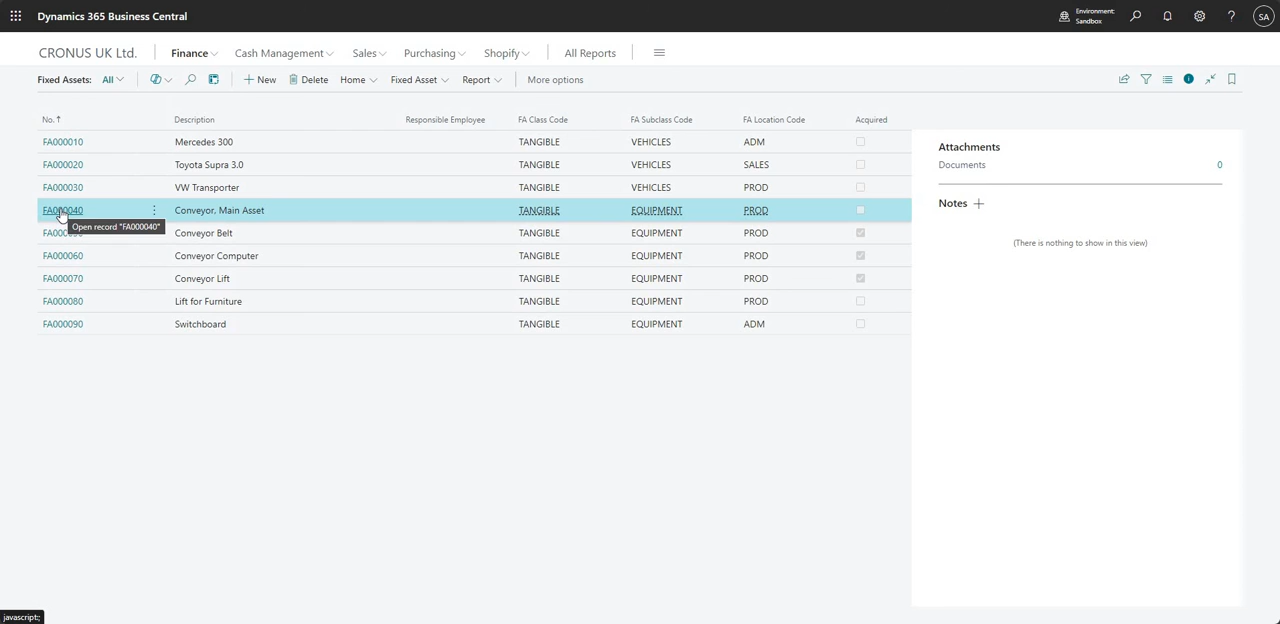 Dynamics 365 Business Central
Environment:
Sandbox
SA
CRONUS UK Ltd.
Finance
Cash Management
Sales
Purchasing
Shopify
All Reports
Fixed Assets: All
New
Delete
Home
Fixed Asset
Report
More options
No. ↑ Description Responsible Employee FA Class Code FA Subclass Code FA Location Code Acquired
FA000010 Mercedes 300 TANGIBLE VEHICLES ADM
FA000020 Toyota Supra 3.0 TANGIBLE VEHICLES SALES
FA000030 VW Transporter TANGIBLE VEHICLES PROD
FA000040 Conveyor, Main Asset TANGIBLE EQUIPMENT PROD
Open record "FA000040"
Conveyor Belt TANGIBLE EQUIPMENT PROD
FA000060 Conveyor Computer TANGIBLE EQUIPMENT PROD
FA000070 Conveyor Lift TANGIBLE EQUIPMENT PROD
FA000080 Lift for Furniture TANGIBLE EQUIPMENT PROD
FA000090 Switchboard TANGIBLE EQUIPMENT ADM
Attachments
Documents 0
Notes
(There is nothing to show in this view)
javascript:;